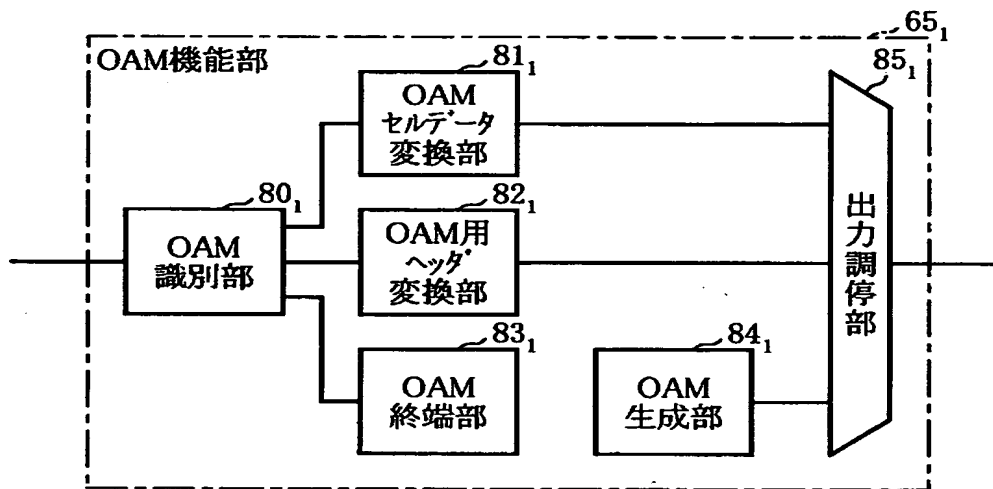 65₁
OAM機能部
81₁
OAM
セルデータ
変換部
85₁
80₁
OAM
識別部
82₁
OAM用
ヘッダ
変換部
出力調停部
83₁
OAM
終端部
84₁
OAM
生成部